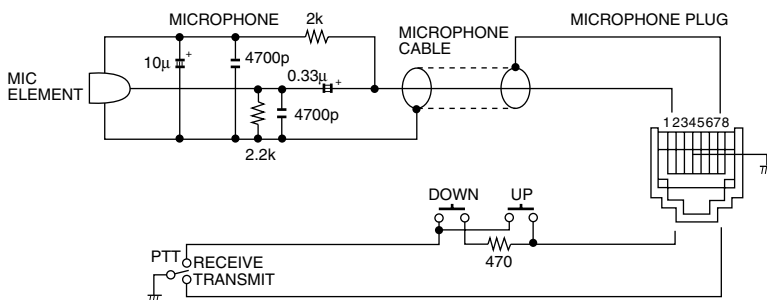 MICROPHONE
2k
MICROPHONE
CABLE
MICROPHONE PLUG
10μ +
4700p
0.33μ +
MIC
ELEMENT
4700p
2.2k
12345678
DOWN
UP
470
PTT
RECEIVE
TRANSMIT